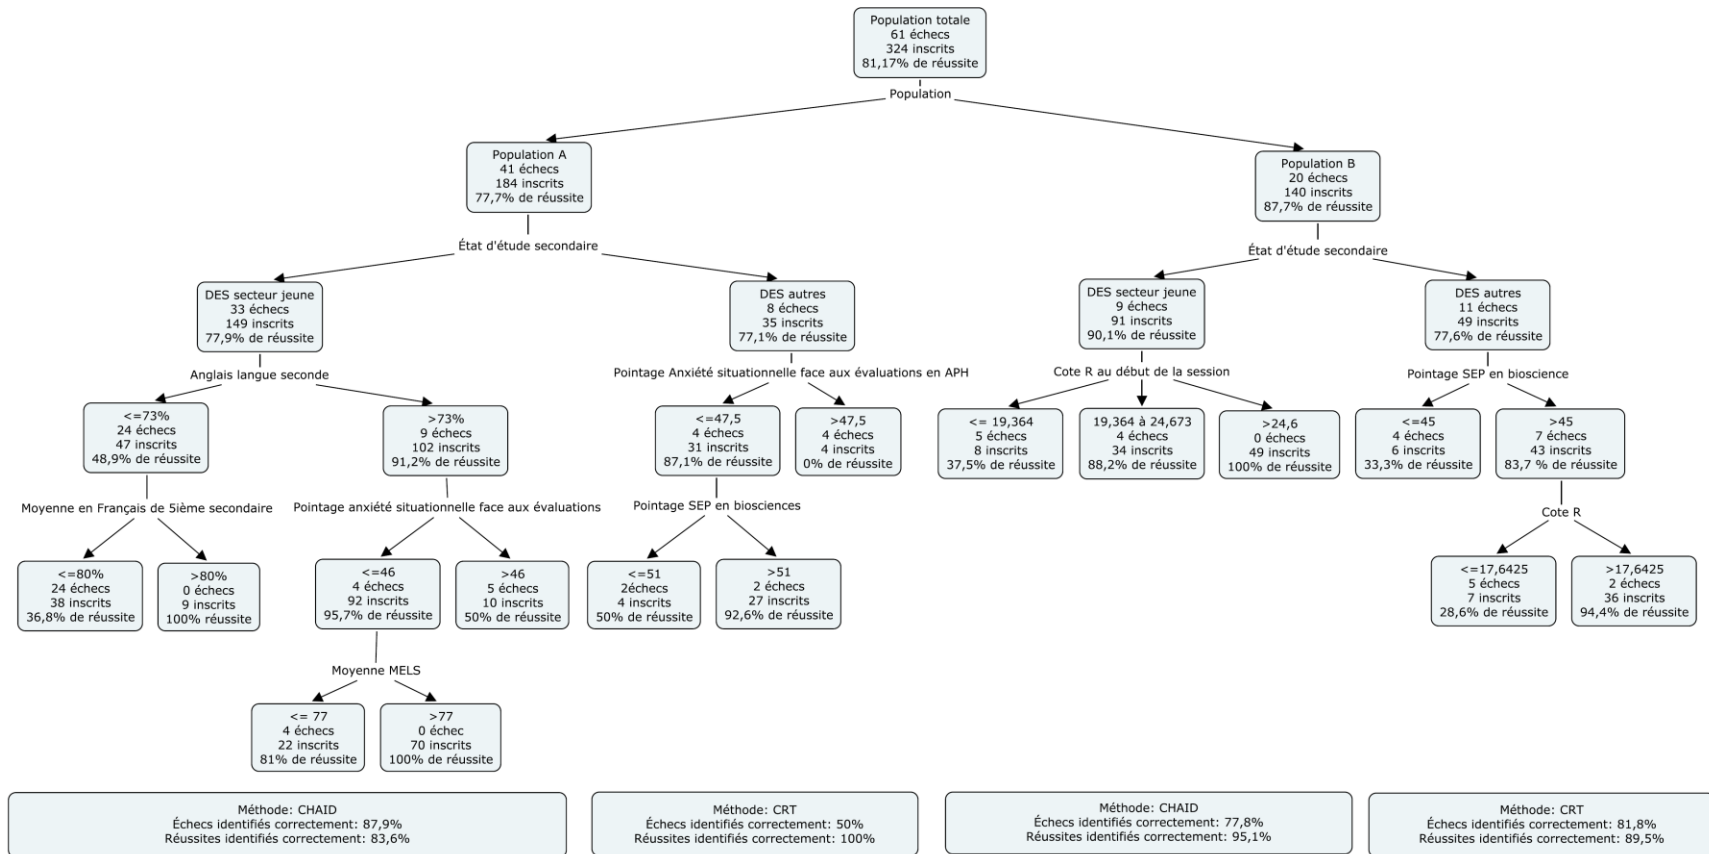 Population totale
61 échecs
324 inscrits
81,17% de réussite
Population
Population A
41 échecs
184 inscrits
77,7% de réussite
Population B
20 échecs
140 inscrits
87,7% de réussite
État d'étude secondaire
État d'étude secondaire
DES secteur jeune
33 échecs
149 inscrits
77,9% de réussite
DES autres
8 échecs
35 inscrits
77,1% de réussite
DES secteur jeune
9 échecs
91 inscrits
90,1% de réussite
DES autres
11 échecs
49 inscrits
77,6% de réussite
Anglais langue seconde
Pointage Anxiété situationnelle face aux évaluations en APH
Cote R au début de la session
Pointage SEP en bioscience
<=73%
24 échecs
47 inscrits
48,9% de réussite
>73%
9 échecs
102 inscrits
91,2% de réussite
<=47,5
4 échecs
31 inscrits
87,1% de réussite
>47,5
4 échecs
4 inscrits
0% de réussite
<= 19,364
5 échecs
8 inscrits
37,5% de réussite
19,364 à 24,673
4 échecs
34 inscrits
88,2% de réussite
>24,6
0 échecs
49 inscrits
100% de réussite
<=45
4 échecs
6 inscrits
33,3% de réussite
>45
7 échecs
43 inscrits
83,7 % de réussite
Moyenne en Français de 5ième secondaire
Pointage anxiété situationnelle face aux évaluations
Pointage SEP en biosciences
Cote R
<=80%
24 échecs
38 inscrits
36,8% de réussite
>80%
0 échecs
9 inscrits
100% réussite
<=46
4 échecs
92 inscrits
95,7% de réussite
>46
5 échecs
10 inscrits
50% de réussite
<=51
2échecs
4 inscrits
50% de réussite
>51
2 échecs
27 inscrits
92,6% de réussite
<=17,6425
5 échecs
7 inscrits
28,6% de réussite
>17,6425
2 échecs
36 inscrits
94,4% de réussite
Moyenne MELS
<= 77
4 échecs
22 inscrits
81% de réussite
>77
0 échec
70 inscrits
100% de réussite
Méthode: CHAID
Échecs identifiés correctement: 87,9%
Réussites identifiés correctement: 83,6%
Méthode: CRT
Échecs identifiés correctement: 50%
Réussites identifiés correctement: 100%
Méthode: CHAID
Échecs identifiés correctement: 77,8%
Réussites identifiés correctement: 95,1%
Méthode: CRT
Échecs identifiés correctement: 81,8%
Réussites identifiés correctement: 89,5%